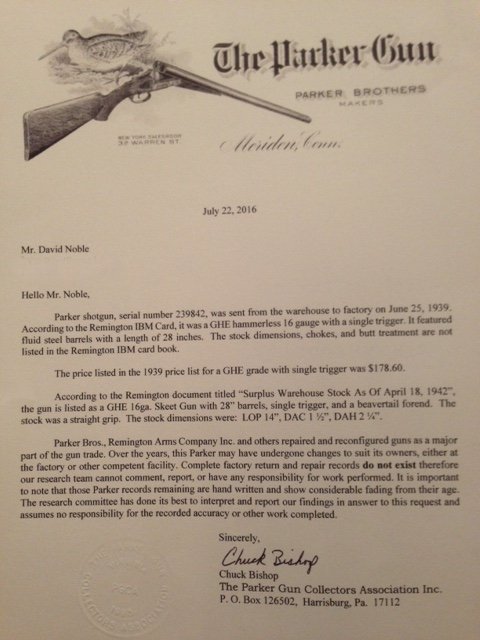 The Parker Gun
PARKER BROTHERS
MAKERS
NEW YORK SALESROOM
32 WARREN ST.
Meriden, Conn.
July 22, 2016
Mr. David Noble
Hello Mr. Noble,
Parker shotgun, serial number 239842, was sent from the warehouse to factory on June 25, 1939.
According to the Remington IBM Card, it was a GHE hammerless 16 gauge with a single trigger. It featured
fluid steel barrels with a length of 28 inches. The stock dimensions, chokes, and butt treatment are not
listed in the Remington IBM card book.
The price listed in the 1939 price list for a GHE grade with single trigger was $178.60.
According to the Remington document titled “Surplus Warehouse Stock As Of April 18, 1942”,
the gun is listed as a GHE 16ga. Skeet Gun with 28” barrels, single trigger, and a beavertail forend. The
stock was a straight grip. The stock dimensions were: LOP 14”, DAC 1 ½”, DAH 2 ¼”.
Parker Bros., Remington Arms Company Inc. and others repaired and reconfigured guns as a major
part of the gun trade. Over the years, this Parker may have undergone changes to suit its owners, either at
the factory or other competent facility. Complete factory return and repair records do not exist therefore
our research team cannot comment, report, or have any responsibility for work performed. It is important
to note that those Parker records remaining are hand written and show considerable fading from their age.
The research committee has done its best to interpret and report our findings in answer to this request and
assumes no responsibility for the recorded accuracy or other work completed.
Sincerely,
Chuck Bishop
Chuck Bishop
The Parker Gun Collectors Association Inc.
P. O. Box 126502, Harrisburg, Pa. 17112